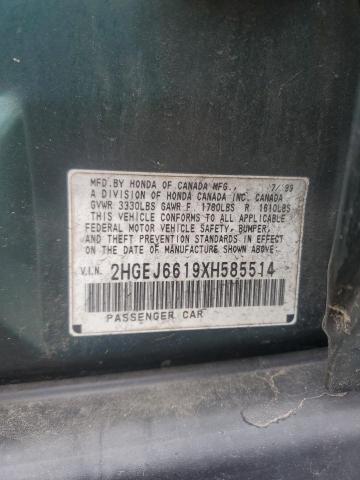 MFD.BY HONDA OF CANADA MFG., 7/99
A DIVISION OF HONDA CANADA INC. CANADA
GVWR 3330LBS GAWR F 1780LBS R 1610LBS
THIS VEHICLE CONFORMS TO ALL APPLICABLE
FEDERAL MOTOR VEHICLE SAFETY, BUMPER,
AND THEFT PREVENTION STANDARDS IN EFFECT
ON THE DATE OF MANUFACTURE SHOWN ABOVE.
V.I.N. 2HGEJ6619XH585514
PASSENGER CAR